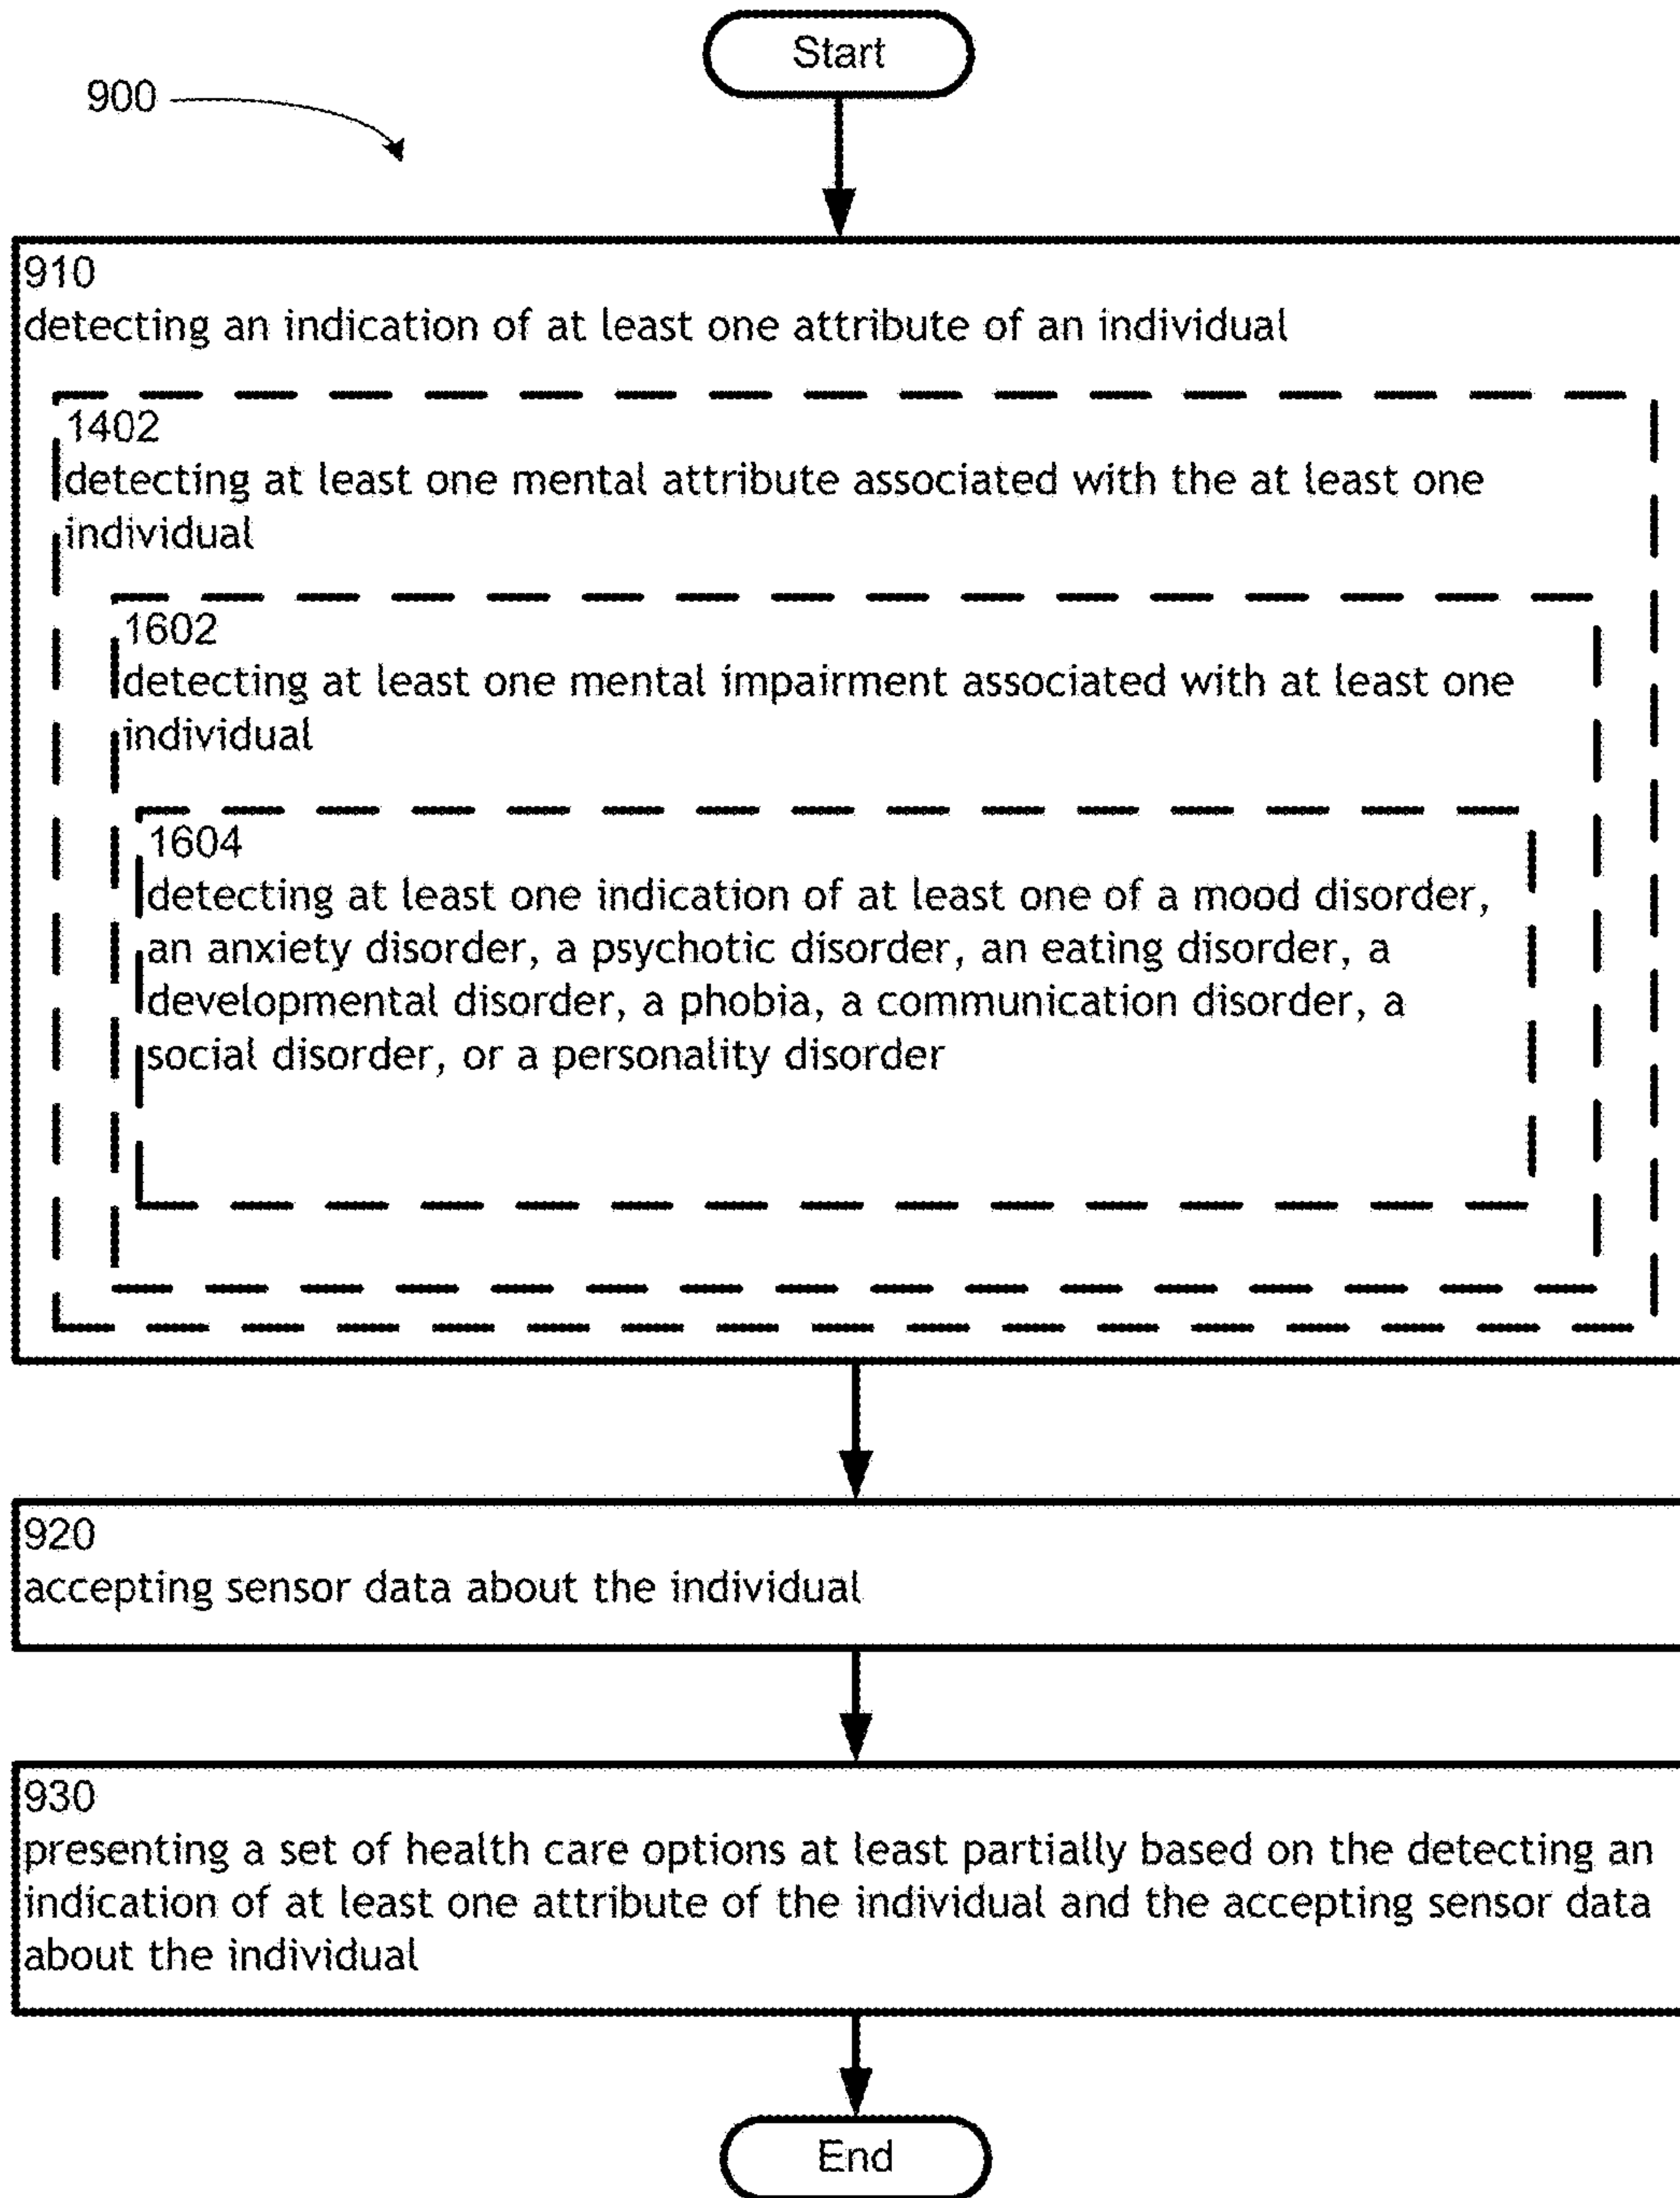 Start
900
910
detecting an indication of at least one attribute of an individual
1402
detecting at least one mental attribute associated with the at least one
individual
1602
detecting at least one mental impairment associated with at least one
individual
1604
detecting at least one indication of at least one of a mood disorder,
an anxiety disorder, a psychotic disorder, an eating disorder, a
developmental disorder, a phobia, a communication disorder, a
social disorder, or a personality disorder
920
accepting sensor data about the individual
930
presenting a set of health care options at least partially based on the detecting an
indication of at least one attribute of the individual and the accepting sensor data
about the individual
End